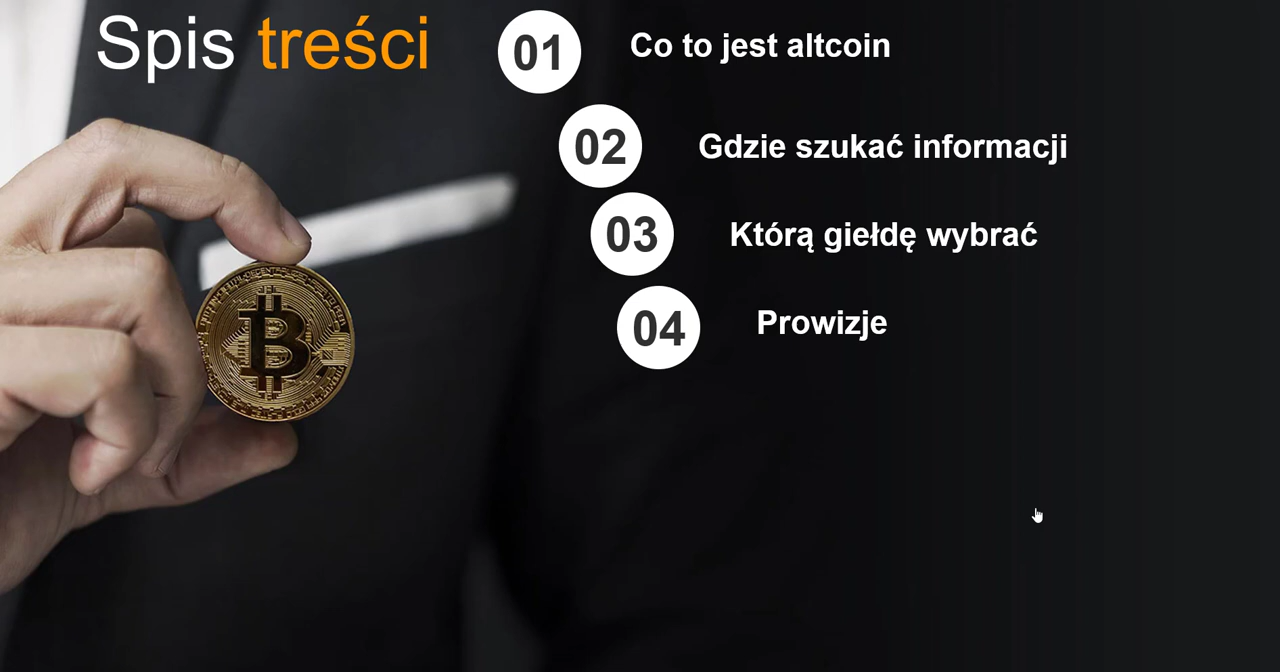 Spis treści
01 Co to jest altcoin
02 Gdzie szukać informacji
03 Którą giełdę wybrać
04 Prowizje